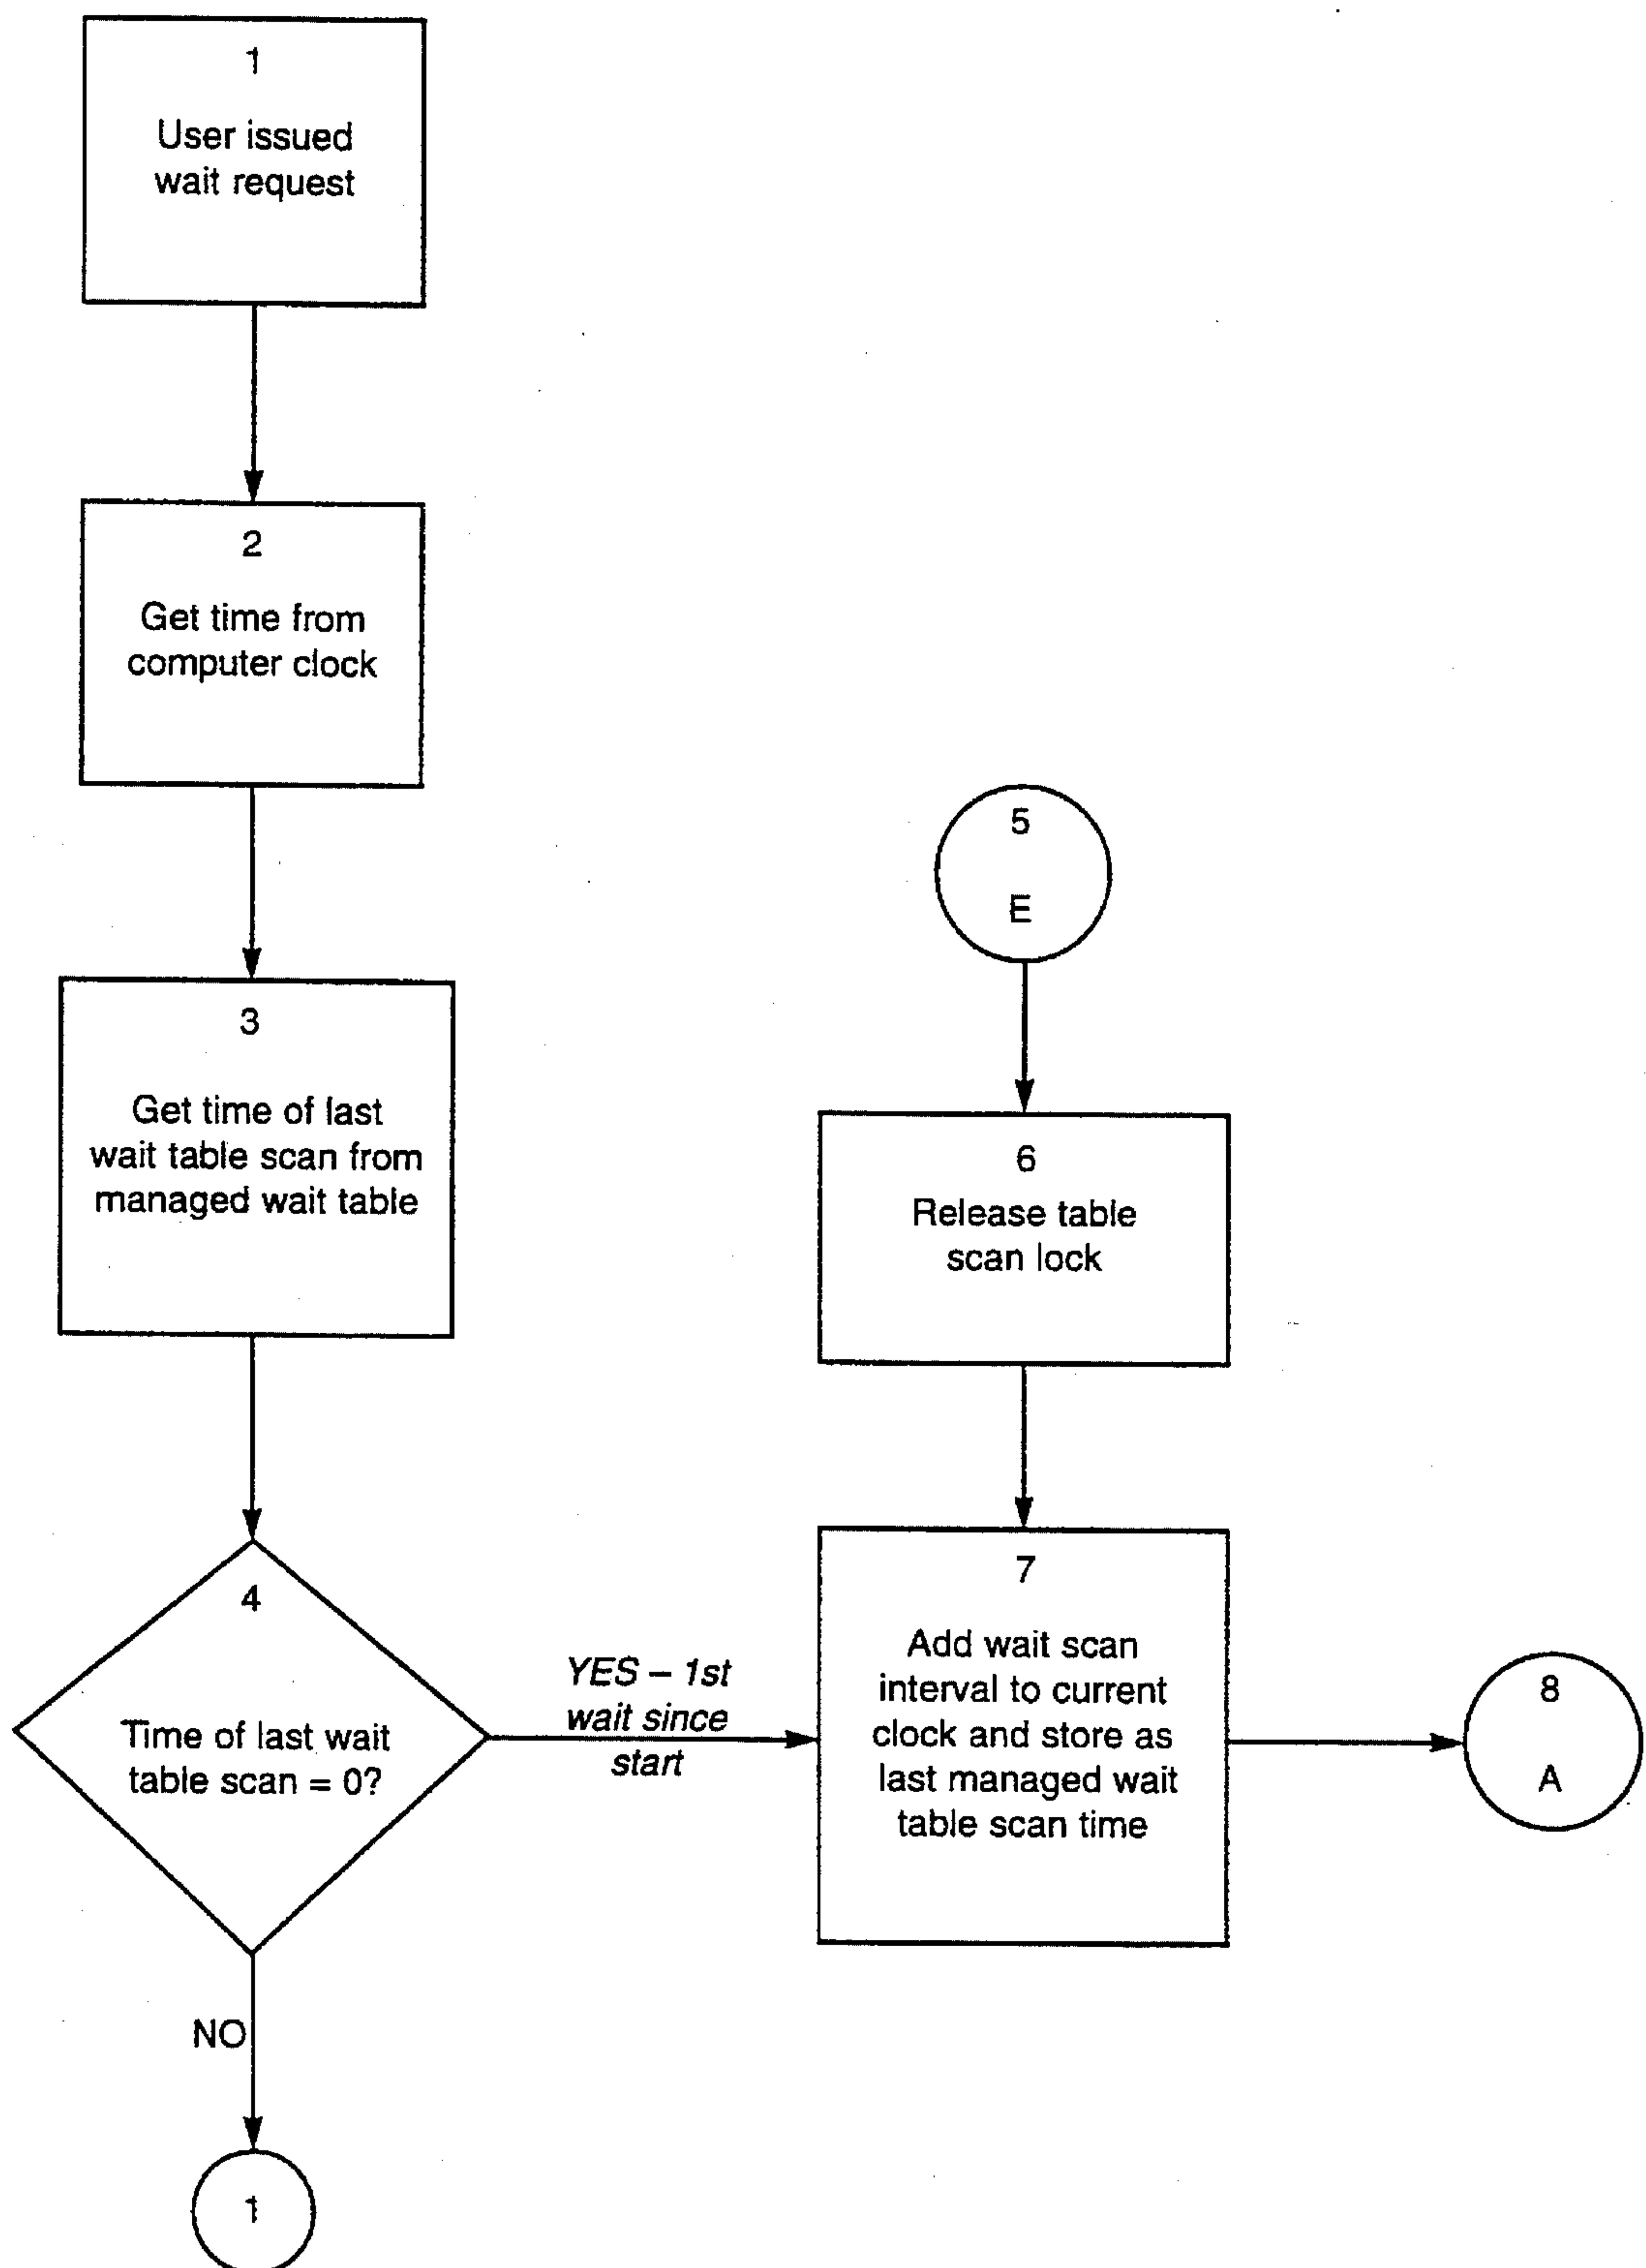 1
User issued
wait request
2
Get time from
computer clock
3
Get time of last
wait table scan from
managed wait table
4
Time of last wait
table scan = 0?
YES – 1st
wait since
start
NO
1
5
E
6
Release table
scan lock
7
Add wait scan
interval to current
clock and store as
last managed wait
table scan time
8
A